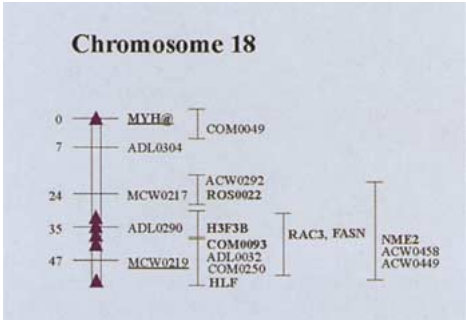 Chromosome 18
0 MYH@
COM0049
7 ADL0304
ACW0292
24 MCW0217 ROS0022
35 ADL0290 H3F3B
RAC3, FASN
COM0093
NME2
47 MCW0219
ADL0032
ACW0458
COM0250
ACW0449
HLF